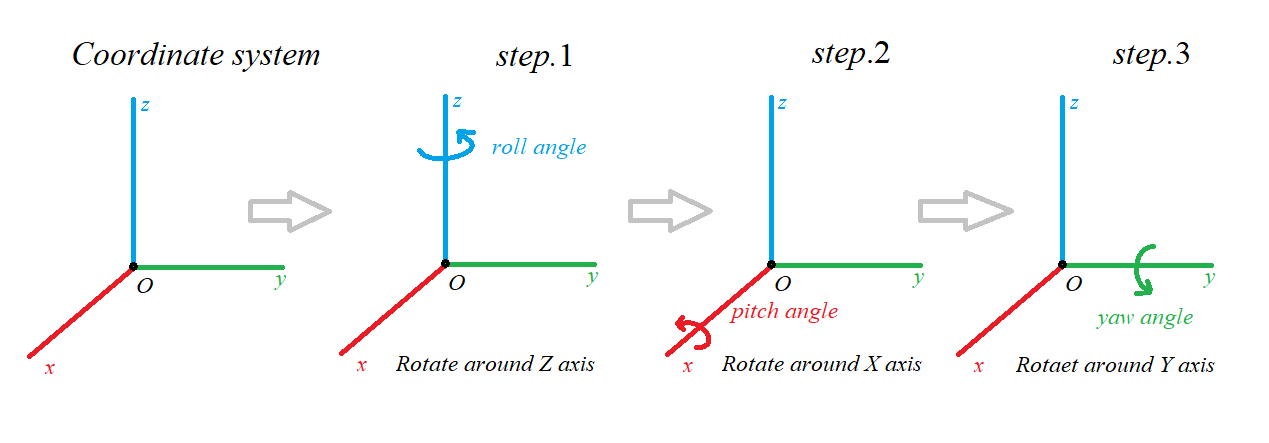 Coordinate system
step.1
step.2
step.3
z
z
z
z
roll angle
O
y
O
y
O
y
O
y
pitch angle
yaw angle
x
x
Rotate around Z axis
x
Rotate around X axis
x
Rotaet around Y axis